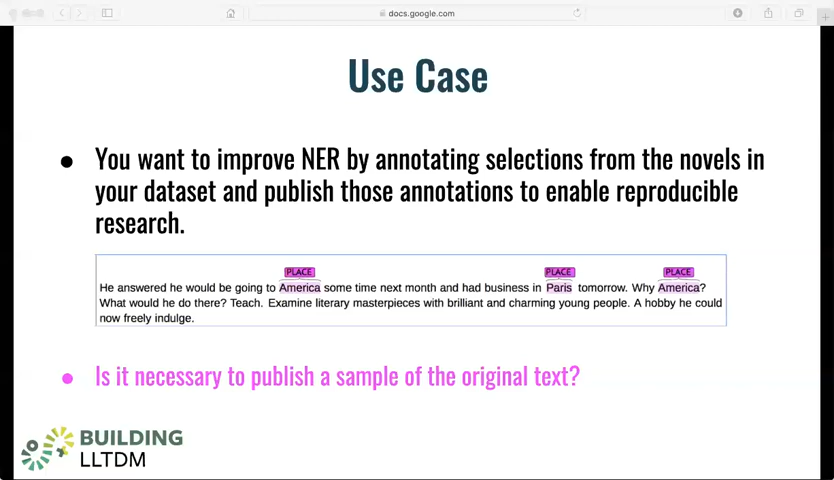 docs.google.com
Use Case
● You want to improve NER by annotating selections from the novels in
your dataset and publish those annotations to enable reproducible
research.
PLACE PLACE PLACE
He answered he would be going to America some time next month and had business in Paris tomorrow. Why America?
What would he do there? Teach. Examine literary masterpieces with brilliant and charming young people. A hobby he could
now freely indulge.
● Is it necessary to publish a sample of the original text?
BUILDING
LLTDM